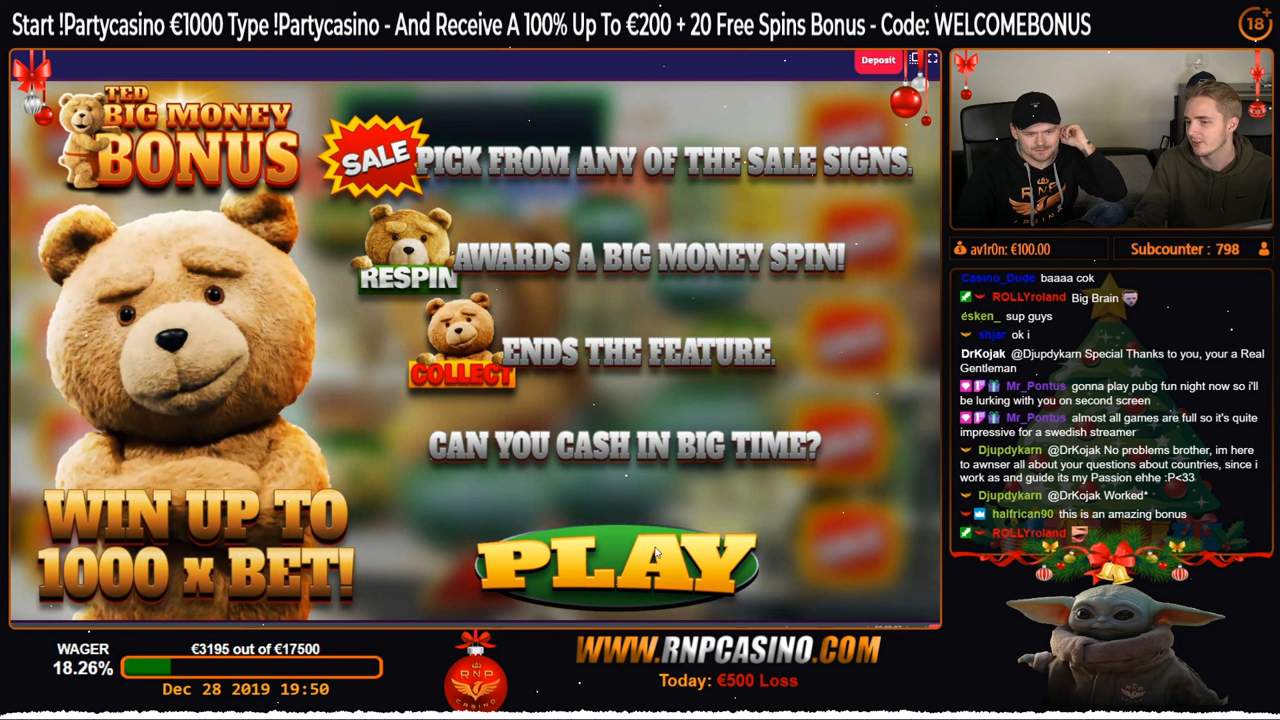 Start !Partycasino €1000 Type !Partycasino - And Receive A 100% Up To €200 + 20 Free Spins Bonus - Code: WELCOMEBONUS
18+
Deposit
TED
BIG MONEY
BONUS
SALE
PICK FROM ANY OF THE SALE SIGNS.
RESPIN
AWARDS A BIG MONEY SPIN!
COLLECT
ENDS THE FEATURE.
CAN YOU CASH IN BIG TIME?
WIN UP TO
1000 x BET!
PLAY
RNP
CASINO
av1r0n: €100.00
Subcounter : 798
Casino_Dude baaaa cok
ROLLYroland Big Brain
ésken_ sup guys
shjar ok i
DrKojak @Djupdykarn Special Thanks to you, your a Real
Gentleman
Mr_Pontus gonna play pubg fun night now so i'll
be lurking with you on second screen
Mr_Pontus almost all games are full so it's quite
impressive for a swedish streamer
Djupdykarn @DrKojak No problems brother, im here
to awnser all about your questions about countries, since i
work as and guide its my Passion ehhe :P<33
Djupdykarn @DrKojak Worked*
halfrican90 this is an amazing bonus
ROLLYroland
WAGER
18.26%
€3195 out of €17500
Dec 28 2019 19:50
RNP
CASINO
WWW.RNPCASINO.COM
Today: €500 Loss